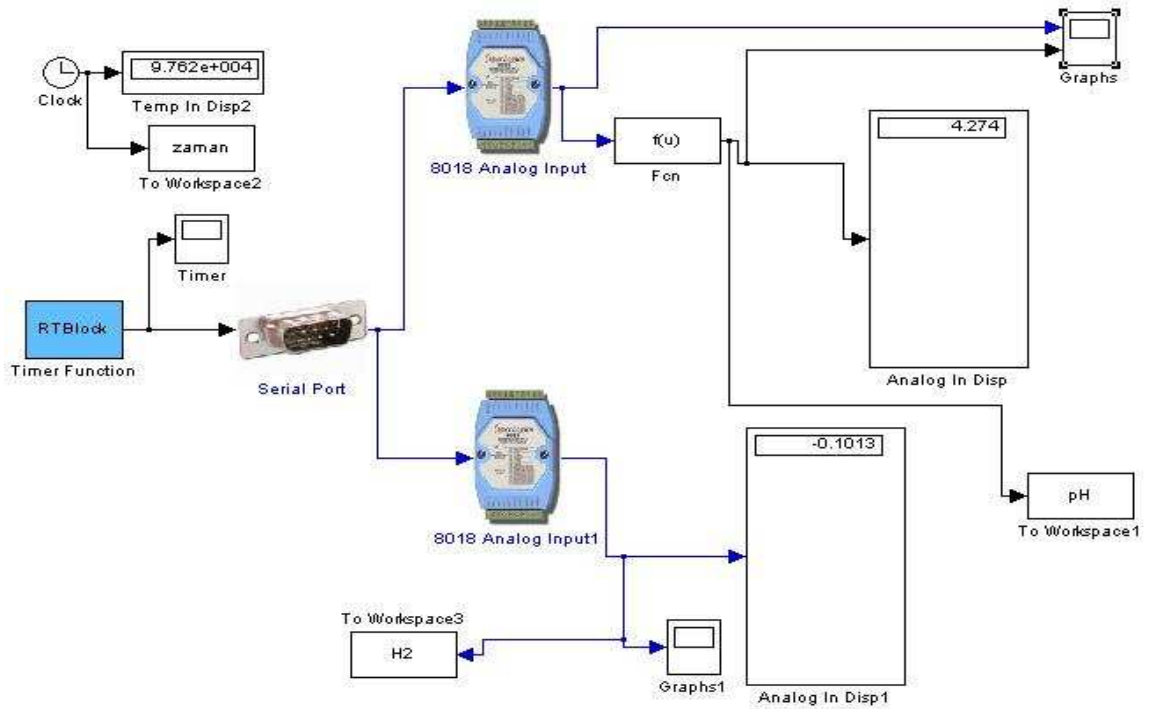 9.762e+004
Clock
Temp In Disp2
zaman
To Workspace2
Timer
RTBlock
Timer Function
Serial Port
8018 Analog Input
f(u)
Fcn
Graphs
4.274
Analog In Disp
8018 Analog Input1
-0.1013
pH
To Workspace1
To Workspace3
H2
Graphs1
Analog In Disp1